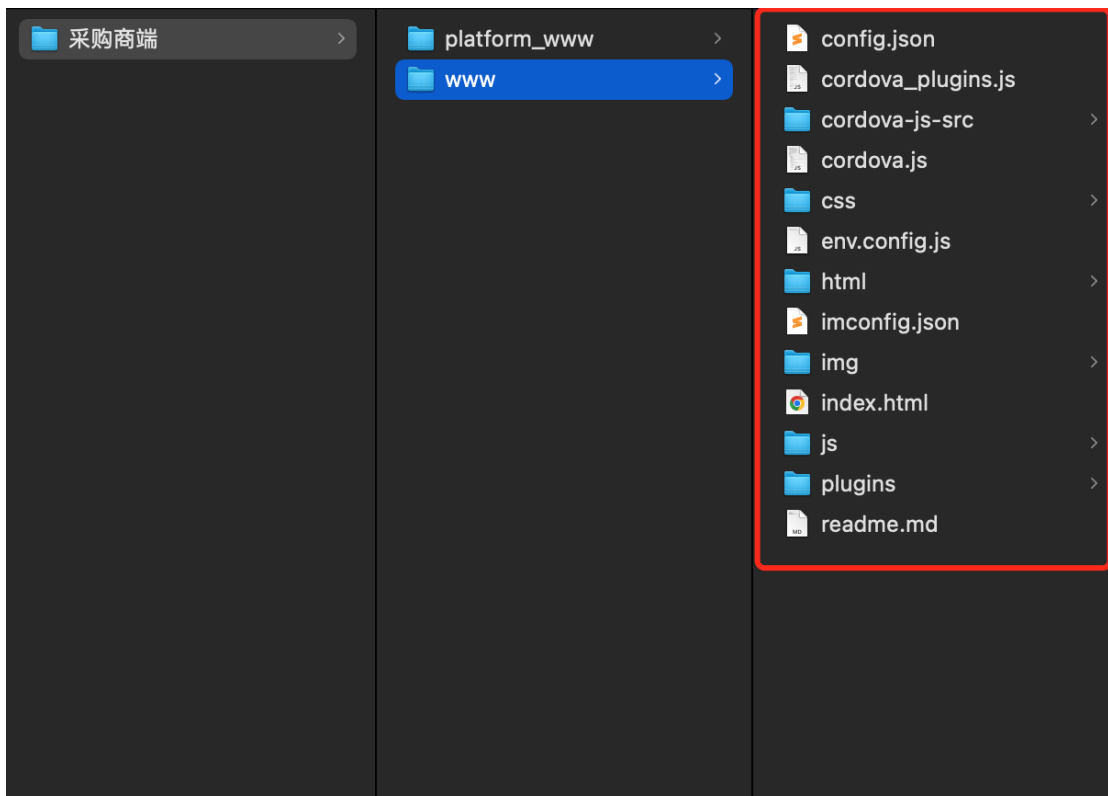 采购商端
platform_www
www
config.json
cordova_plugins.js
cordova-js-src
cordova.js
css
env.config.js
html
imconfig.json
img
index.html
js
plugins
readme.md